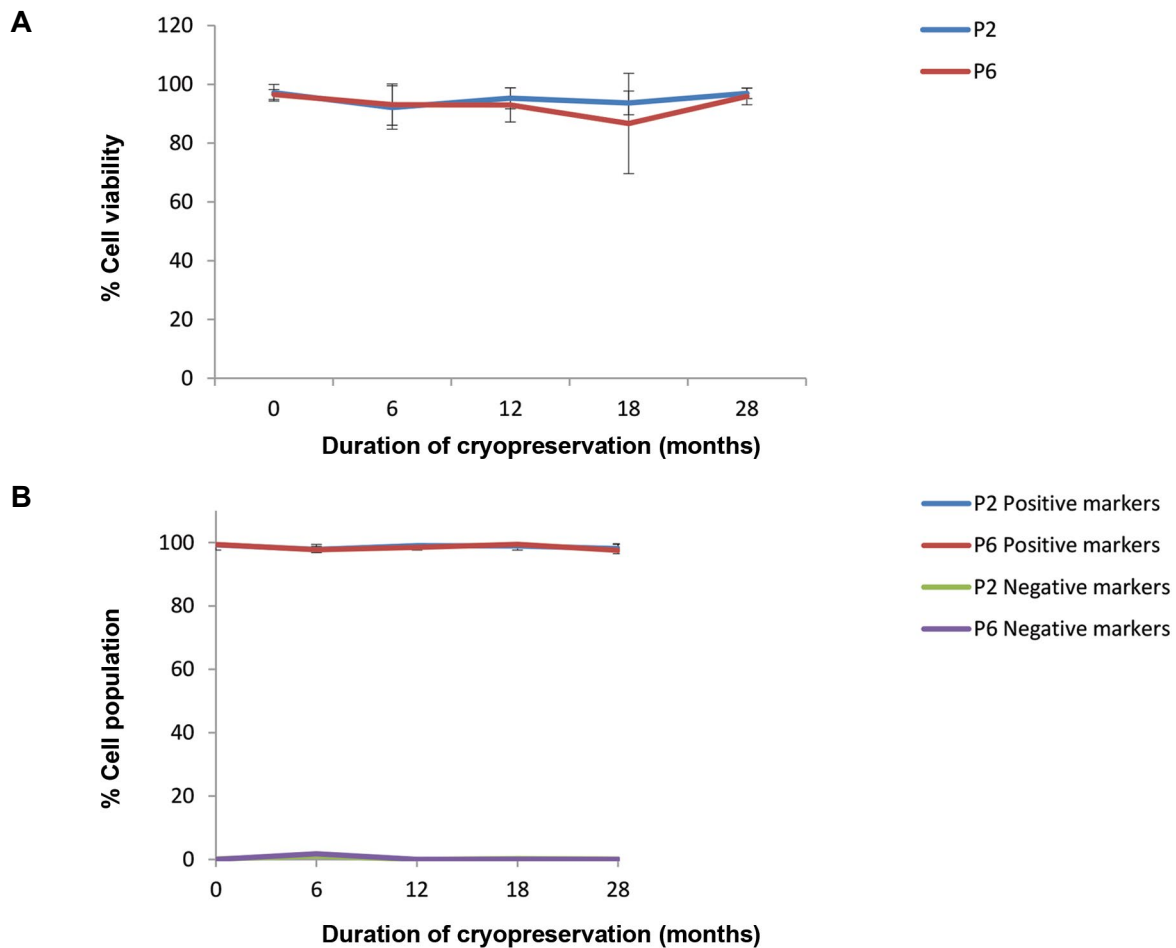 A
120
100
80
60
40
20
0
% Cell viability
0 6 12 18 28
Duration of cryopreservation (months)
P2
P6
B
100
80
60
40
20
0
% Cell population
0 6 12 18 28
Duration of cryopreservation (months)
P2 Positive markers
P6 Positive markers
P2 Negative markers
P6 Negative markers